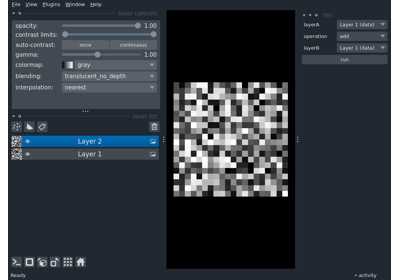 File View Plugins Window Help
layer controls
opacity: 1.00
contrast limits:
auto-contrast: once continuous
gamma: 1.00
colormap: gray
blending: translucent_no_depth
interpolation: nearest
layer list
Layer 2
Layer 1
layerA Layer 1 (data)
operation add
layerB Layer 1 (data)
run
Ready
activity